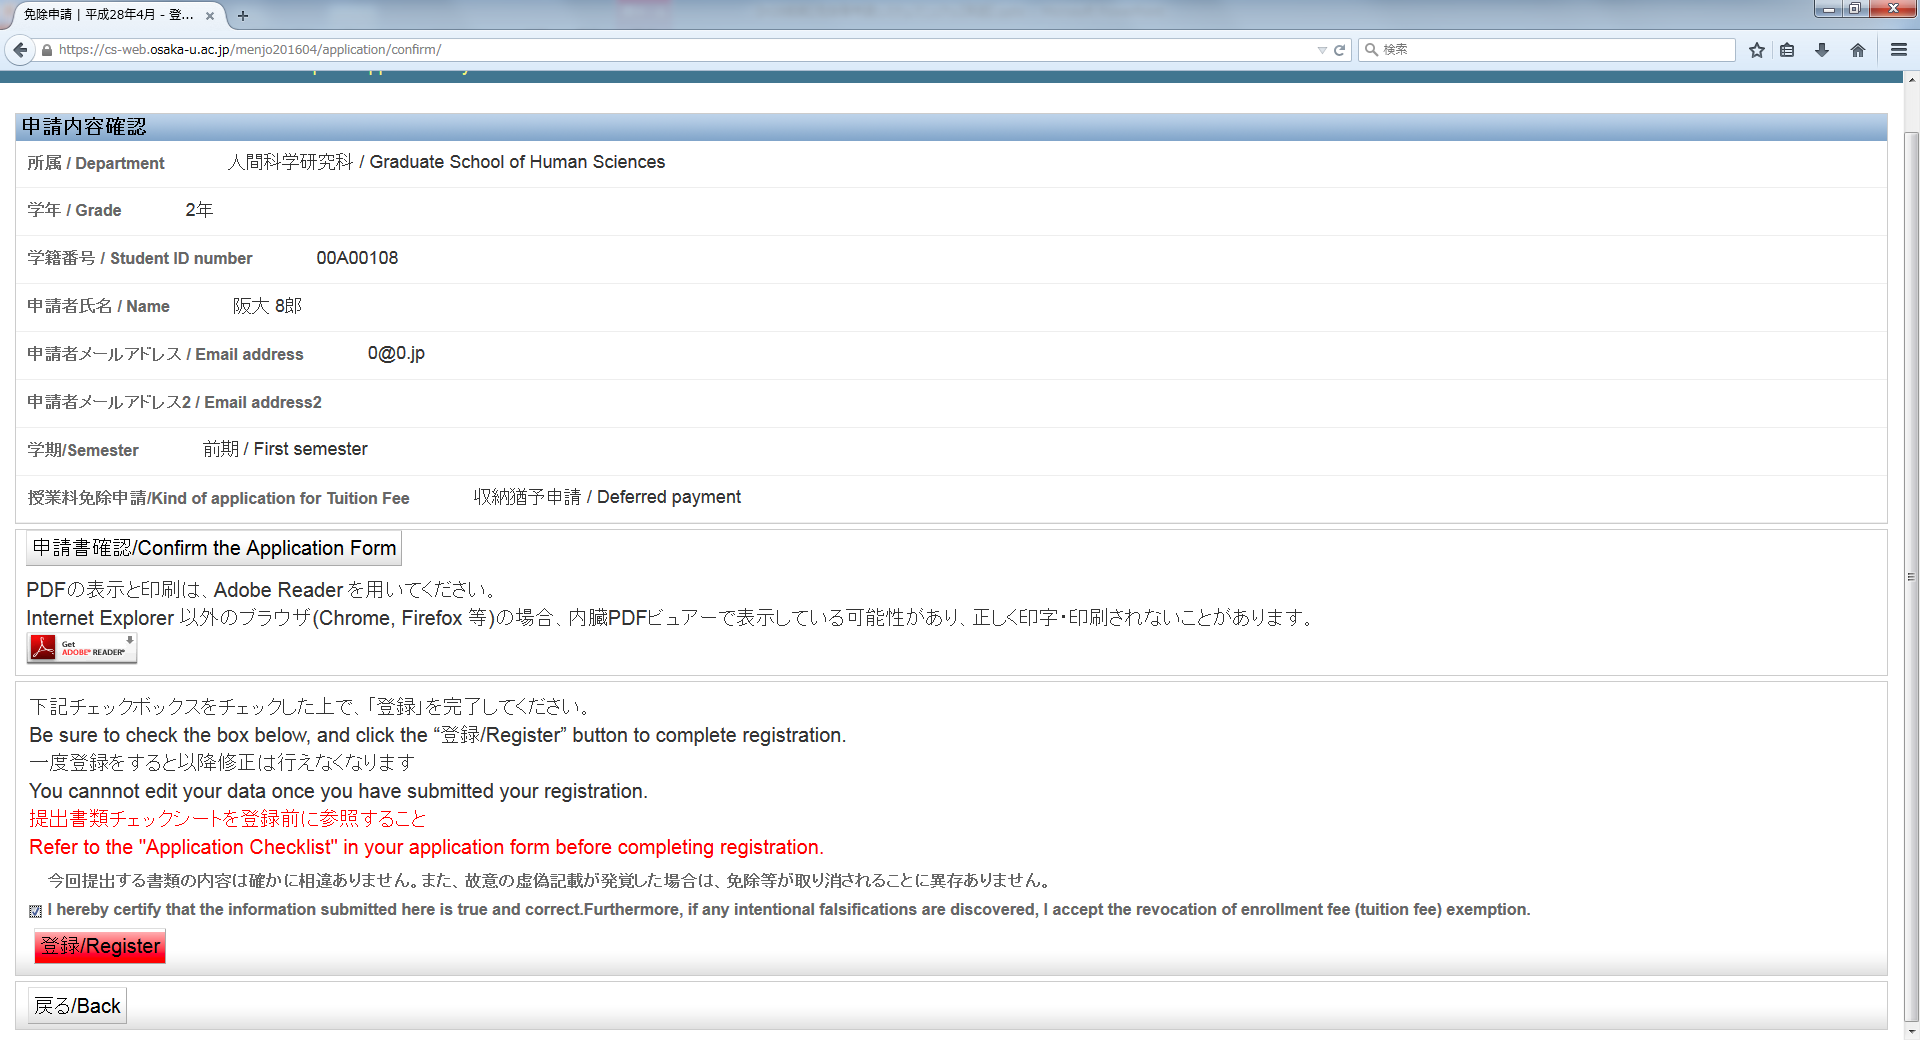 免除申請 | 平成28年4月 - 登...
https://cs-web.osaka-u.ac.jp/menjo201604/application/confirm/
検索
申請内容確認
所属 / Department 人間科学研究科 / Graduate School of Human Sciences
学年 / Grade 2年
学籍番号 / Student ID number 00A00108
申請者氏名 / Name 阪大 8郎
申請者メールアドレス / Email address 0@0.jp
申請者メールアドレス2 / Email address2
学期/Semester 前期 / First semester
授業料免除申請/Kind of application for Tuition Fee 収納猶予申請 / Deferred payment
申請書確認/Confirm the Application Form
PDFの表示と印刷は、Adobe Reader を用いてください。
Internet Explorer 以外のブラウザ(Chrome, Firefox 等)の場合、内臓PDFビュアーで表示している可能性があり、正しく印字・印刷されないことがあります。
Get
ADOBE® READER®
下記チェックボックスをチェックした上で、「登録」を完了してください。
Be sure to check the box below, and click the “登録/Register” button to complete registration.
一度登録をすると以降修正は行えなくなります
You cannnot edit your data once you have submitted your registration.
提出書類チェックシートを登録前に参照すること
Refer to the "Application Checklist" in your application form before completing registration.
今回提出する書類の内容は確かに相違ありません。また、故意の虚偽記載が発覚した場合は、免除等が取り消されることに異存ありません。
I hereby certify that the information submitted here is true and correct.Furthermore, if any intentional falsifications are discovered, I accept the revocation of enrollment fee (tuition fee) exemption.
登録/Register
戻る/Back